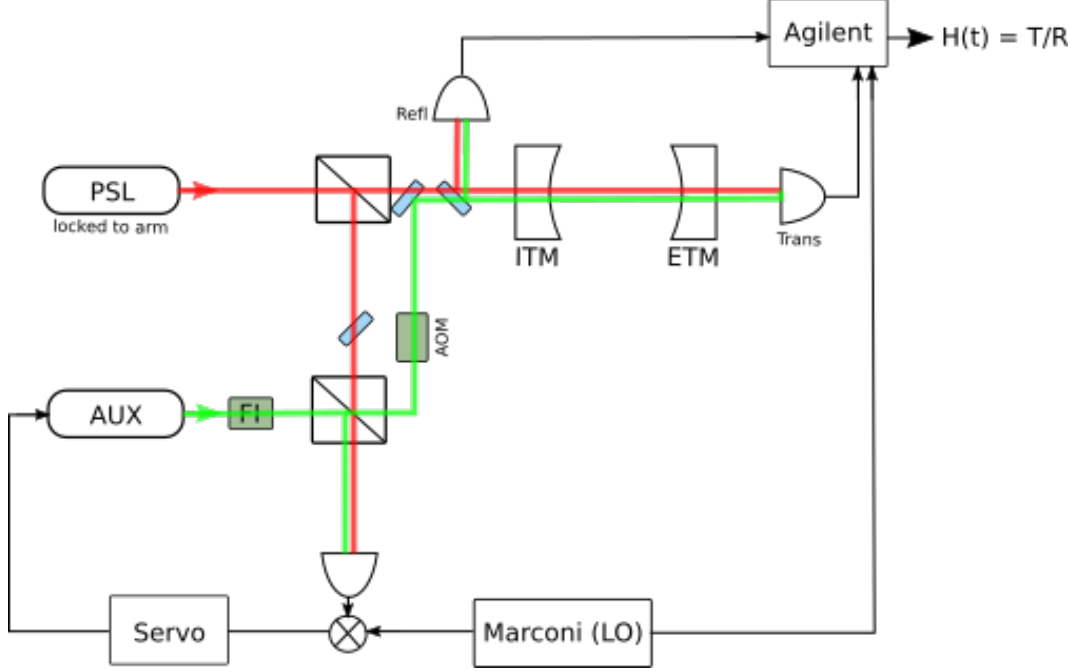 Agilent
H(t) = T/R
Refl
PSL
locked to arm
Trans
ITM
ETM
AOM
AUX
FI
Servo
Marconi (LO)